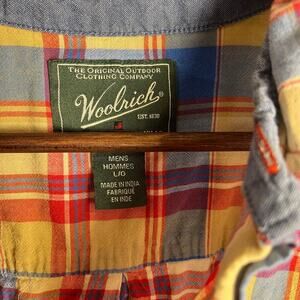 THE ORIGINAL OUTDOOR
CLOTHING COMPANY
Woolrich®
EST. 1830
MENS
HOMMES
L/G
MADE IN INDIA
FABRIQUÉ
EN INDE